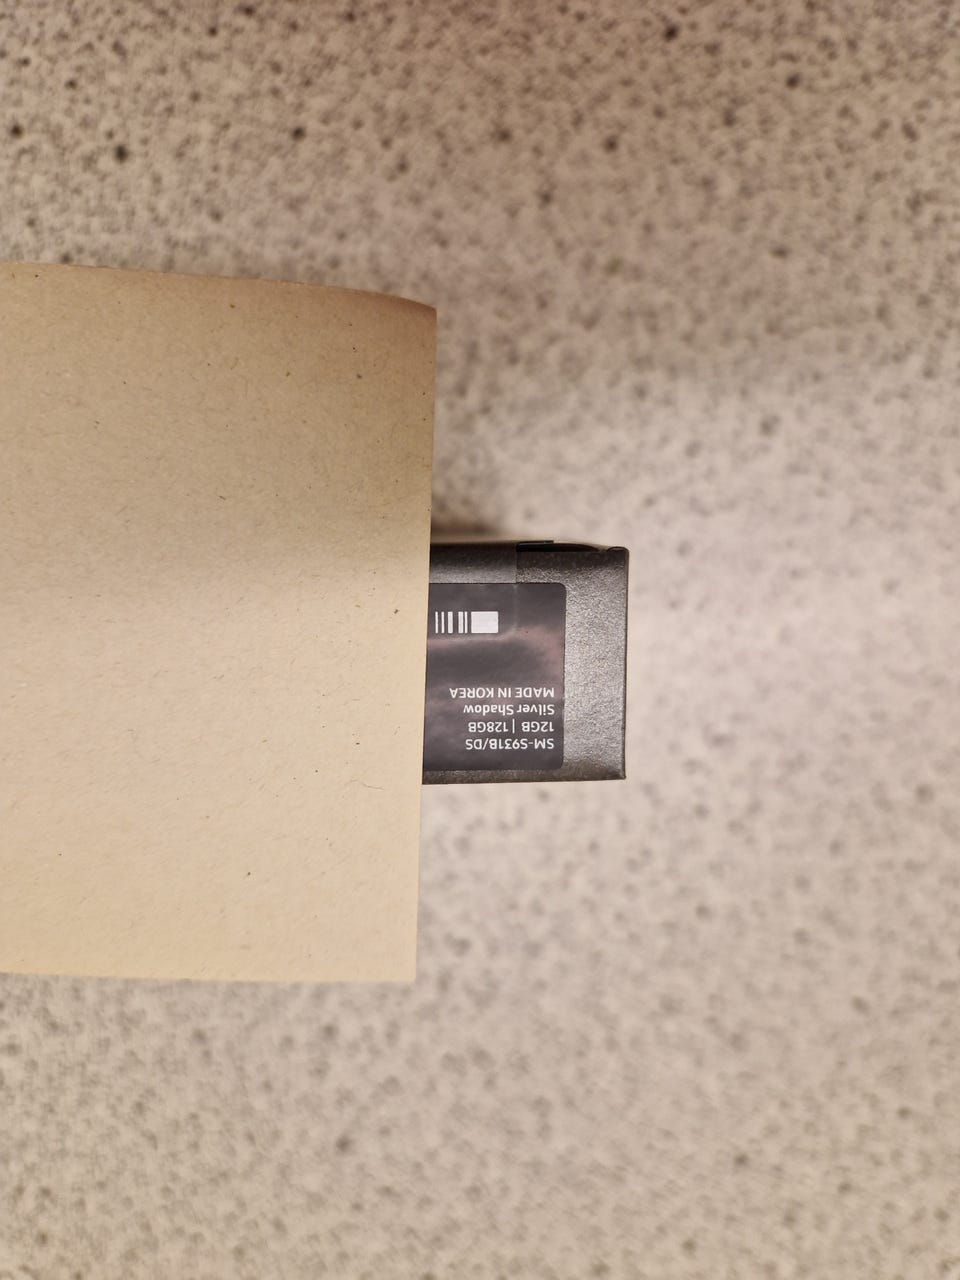 SM-S931B/DS
12GB | 128GB
Silver Shadow
MADE IN KOREA